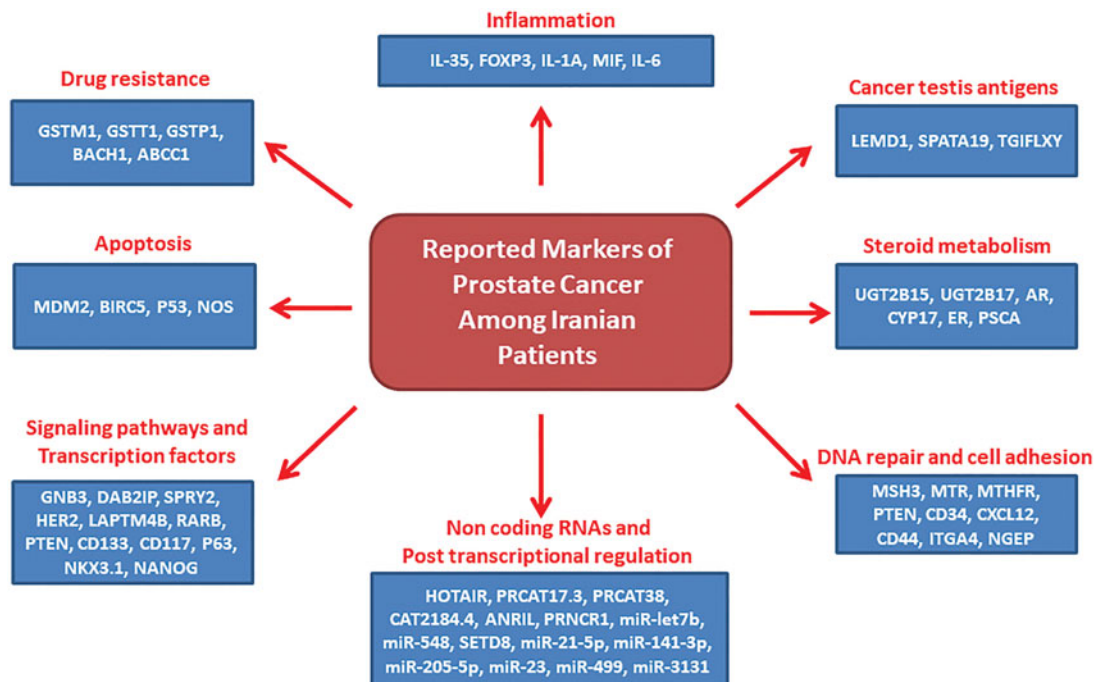 Inflammation
IL-35, FOXP3, IL-1A, MIF, IL-6
Drug resistance
GSTM1, GSTT1, GSTP1,
BACH1, ABCC1
Cancer testis antigens
LEMD1, SPATA19, TGIFLXY
Apoptosis
MDM2, BIRC5, P53, NOS
Reported Markers of
Prostate Cancer
Among Iranian
Patients
Steroid metabolism
UGT2B15, UGT2B17, AR,
CYP17, ER, PSCA
Signaling pathways and
Transcription factors
GNB3, DAB2IP, SPRY2,
HER2, LAPTM4B, RARB,
PTEN, CD133, CD117, P63,
NKX3.1, NANOG
Non coding RNAs and
Post transcriptional regulation
HOTAIR, PRCAT17.3, PRCAT38,
CAT2184.4, ANRIL, PRNCR1, miR-let7b,
miR-548, SETD8, miR-21-5p, miR-141-3p,
miR-205-5p, miR-23, miR-499, miR-3131
DNA repair and cell adhesion
MSH3, MTR, MTHFR,
PTEN, CD34, CXCL12,
CD44, ITGA4, NGEP